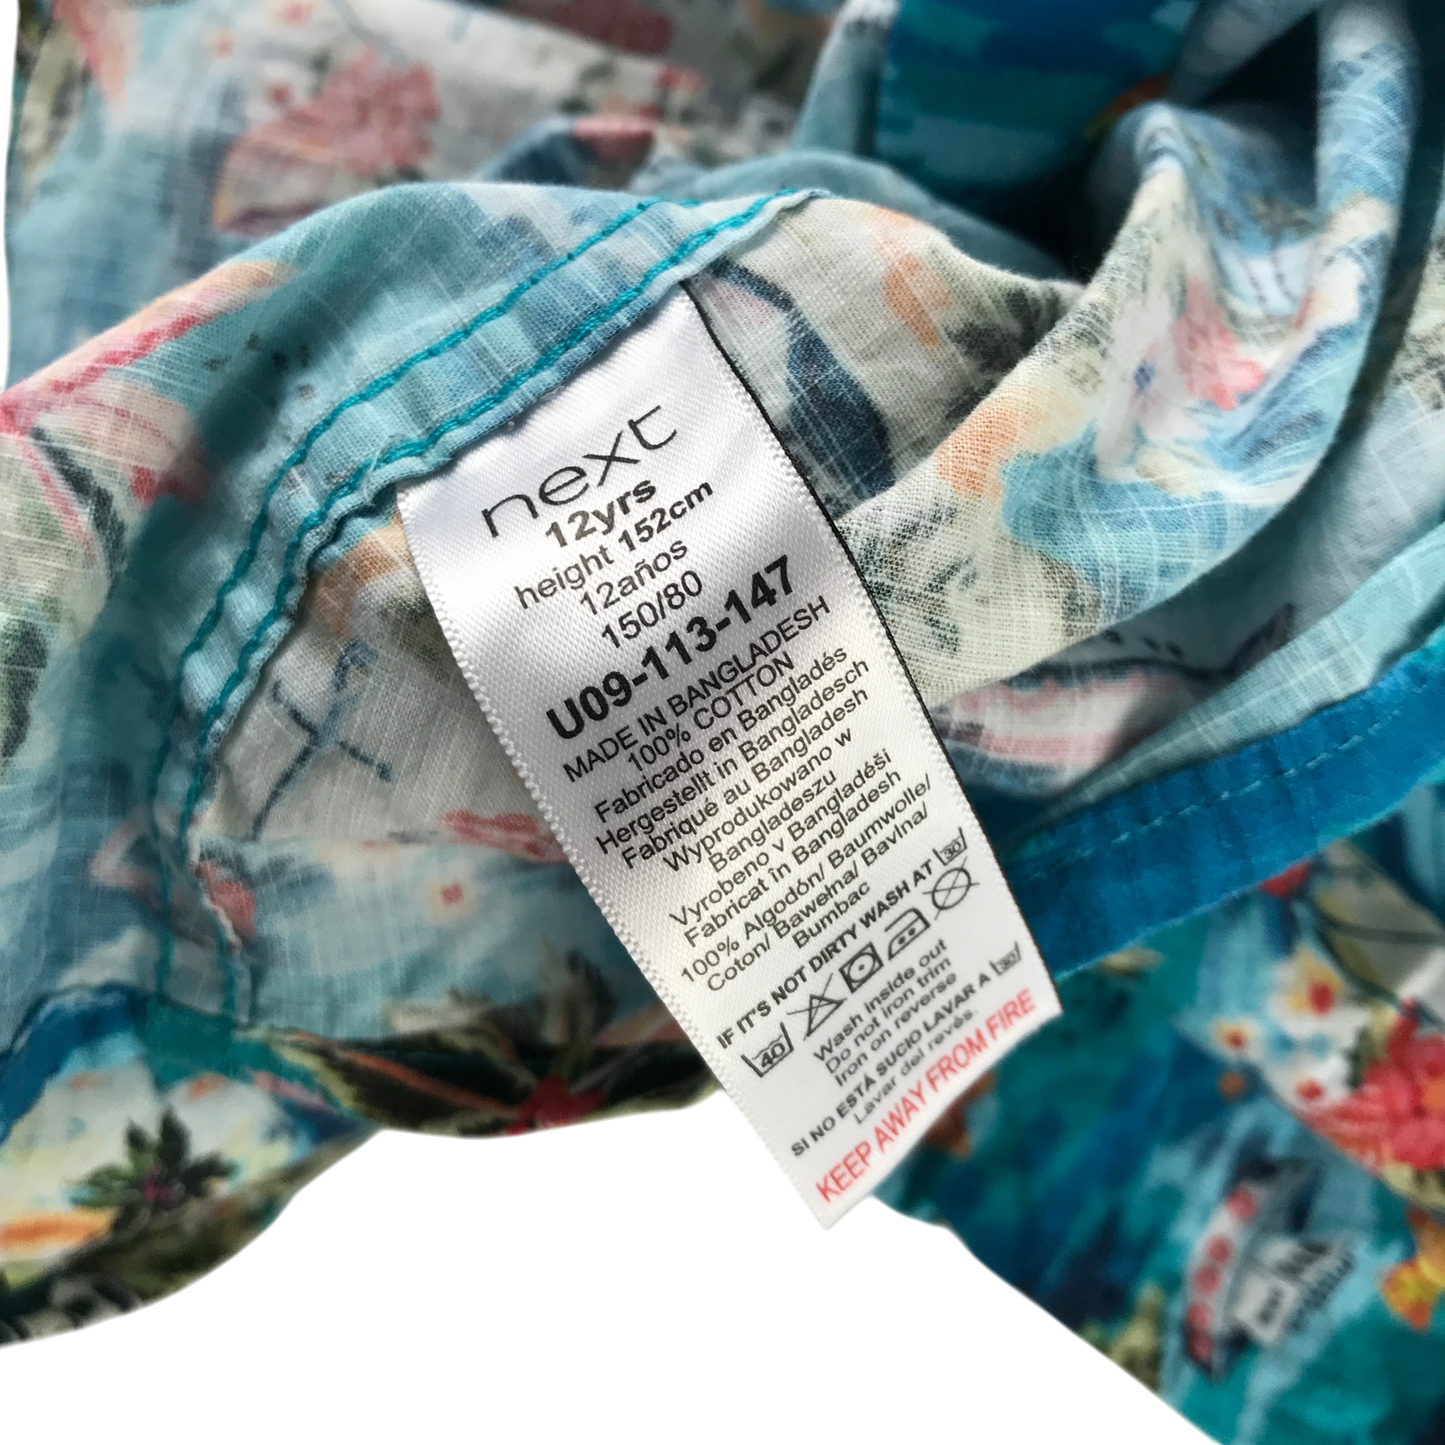 next
12yrs
height 152cm
12años
150/80
U09-113-147
MADE IN BANGLADESH
100% COTTON
Fabricado en Bangladés
Hergestellt in Bangladesch
Fabriqué au Bangladesh
Wyprodukowano w
Bangladeszu
Vyrobeno v Bangladéši
Fabricat în Bangladesh
100% Algodón/ Baumwolle/
Coton/ Bawełna/ Bavlna/
Bumbac
IF IT'S NOT DIRTY WASH AT 30
40
Wash inside out
Do not iron trim
Iron on reverse
SI NO ESTÁ SUCIO LAVAR A 30
Lavar del revés.
KEEP AWAY FROM FIRE